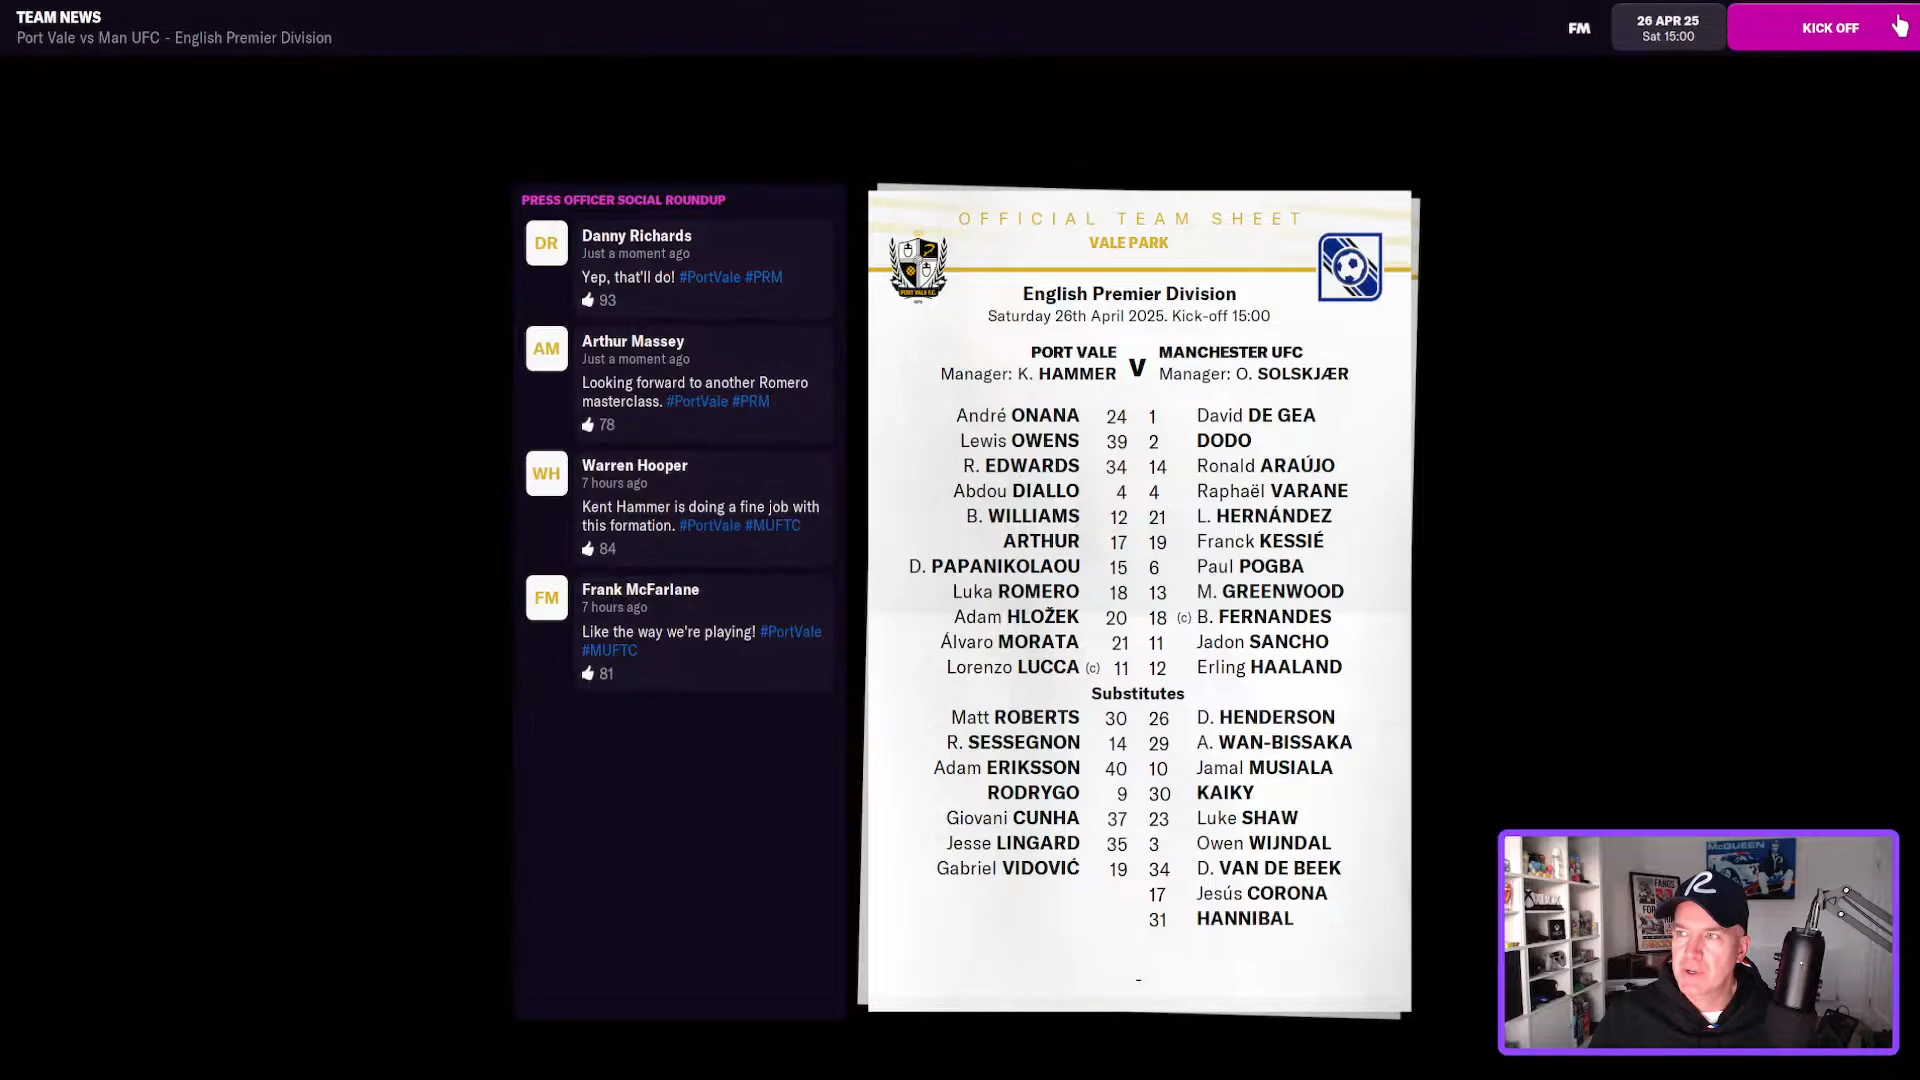 TEAM NEWS
Port Vale vs Man UFC - English Premier Division
FM
26 APR 25
Sat 15:00
KICK OFF
PRESS OFFICER SOCIAL ROUNDUP
DR
Danny Richards
Just a moment ago
Yep, that'll do! #PortVale #PRM
93
AM
Arthur Massey
Just a moment ago
Looking forward to another Romero
masterclass. #PortVale #PRM
78
WH
Warren Hooper
7 hours ago
Kent Hammer is doing a fine job with
this formation. #PortVale #MUFTC
84
FM
Frank McFarlane
7 hours ago
Like the way we're playing! #PortVale
#MUFTC
81
OFFICIAL TEAM SHEET
VALE PARK
PORT VALE F.C.
English Premier Division
Saturday 26th April 2025. Kick-off 15:00
PORT VALE V MANCHESTER UFC
Manager: K. HAMMER Manager: O. SOLSKJÆR
André ONANA 24 1 David DE GEA
Lewis OWENS 39 2 DODO
R. EDWARDS 34 14 Ronald ARAÚJO
Abdou DIALLO 4 4 Raphaël VARANE
B. WILLIAMS 12 21 L. HERNÁNDEZ
ARTHUR 17 19 Franck KESSIÉ
D. PAPANIKOLAOU 15 6 Paul POGBA
Luka ROMERO 18 13 M. GREENWOOD
Adam HLOŽEK 20 18 (c) B. FERNANDES
Álvaro MORATA 21 11 Jadon SANCHO
Lorenzo LUCCA (c) 11 12 Erling HAALAND
Substitutes
Matt ROBERTS 30 26 D. HENDERSON
R. SESSEGNON 14 29 A. WAN-BISSAKA
Adam ERIKSSON 40 10 Jamal MUSIALA
RODRYGO 9 30 KAIKY
Giovani CUNHA 37 23 Luke SHAW
Jesse LINGARD 35 3 Owen WIJNDAL
Gabriel VIDOVIĆ 19 34 D. VAN DE BEEK
17 Jesús CORONA
31 HANNIBAL
-
McQUEEN
FANGS
R